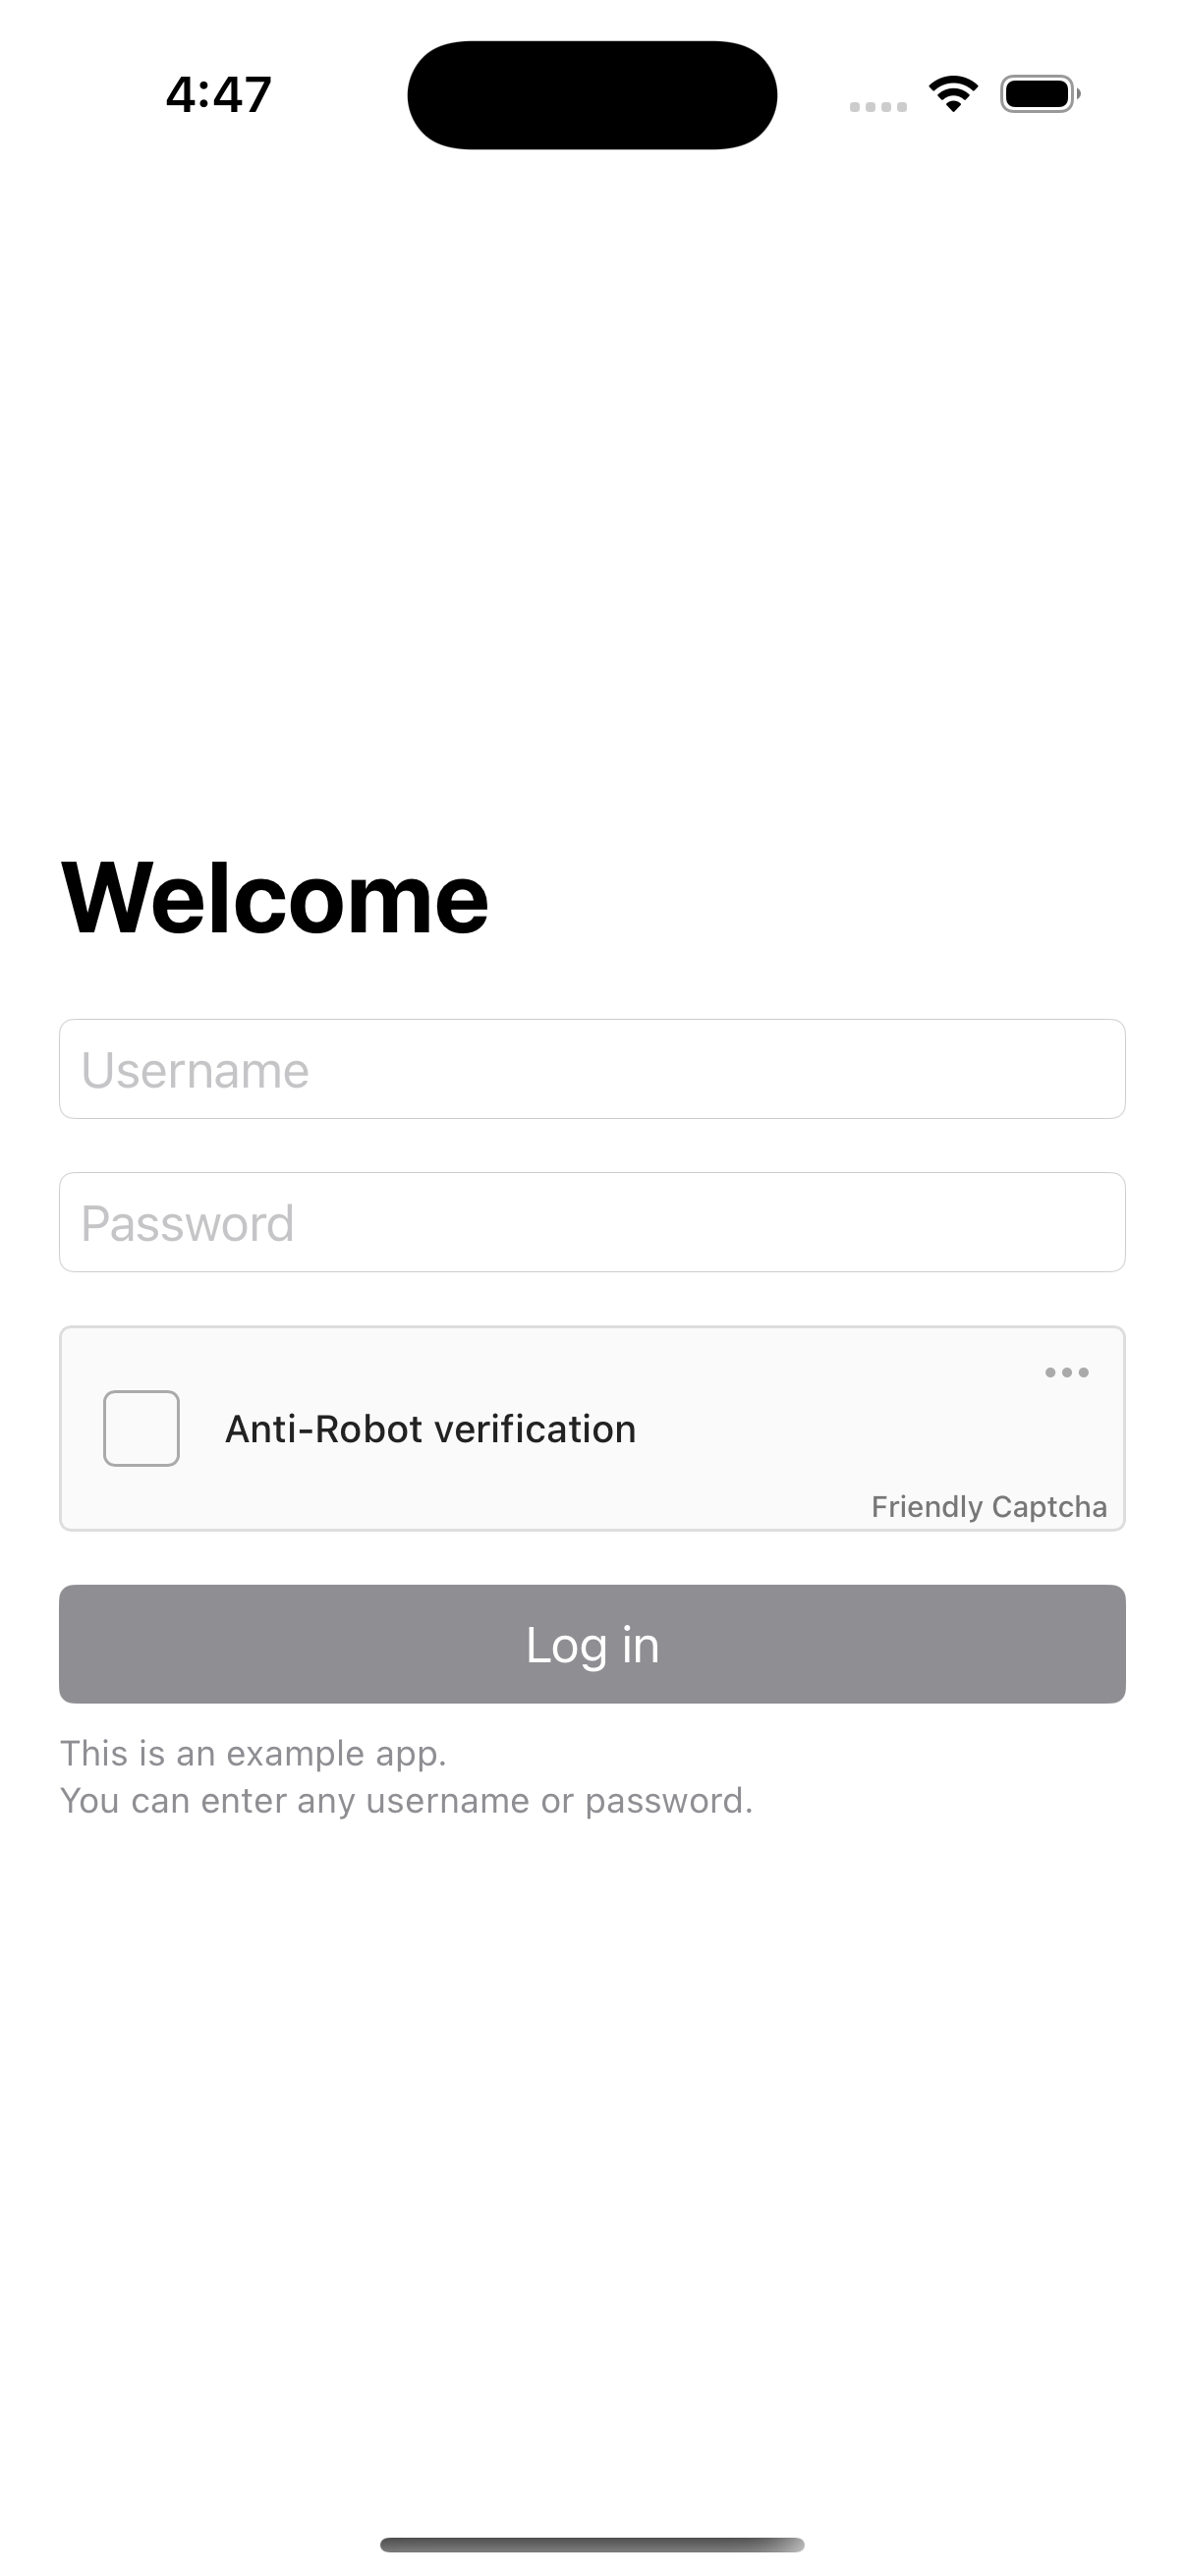 4:47
Welcome
Username
Password
Anti-Robot verification
Friendly Captcha
Log in
This is an example app.
You can enter any username or password.